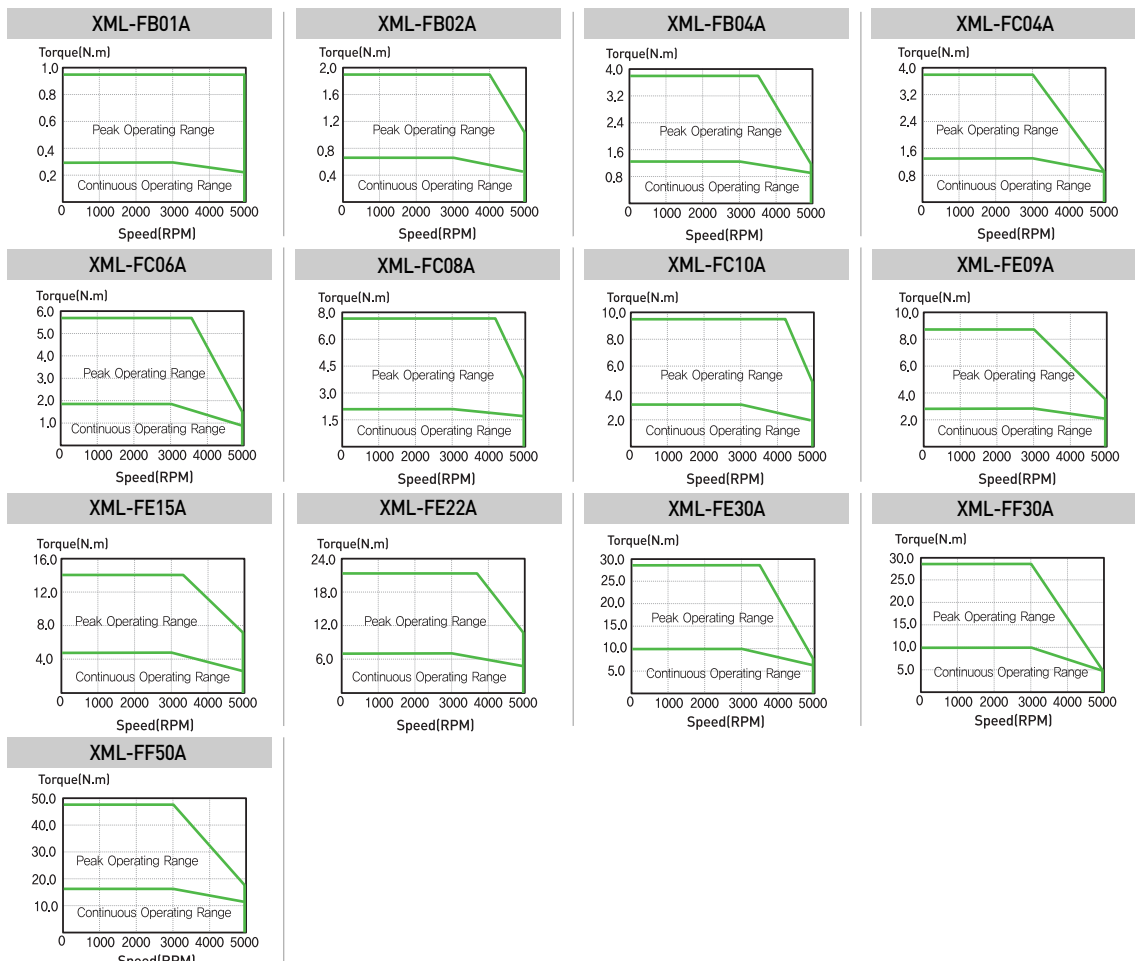 XML-FB01A
Torque(N.m)
1.0
0.8
0.6
0.4
0.2
Peak Operating Range
Continuous Operating Range
0 1000 2000 3000 4000 5000
Speed(RPM)
XML-FB02A
Torque(N.m)
2.0
1.6
1.2
0.8
0.4
Peak Operating Range
Continuous Operating Range
0 1000 2000 3000 4000 5000
Speed(RPM)
XML-FB04A
Torque(N.m)
4.0
3.2
2.4
1.6
0.8
Peak Operating Range
Continuous Operating Range
0 1000 2000 3000 4000 5000
Speed(RPM)
XML-FC04A
Torque(N.m)
4.0
3.2
2.4
1.6
0.8
Peak Operating Range
Continuous Operating Range
0 1000 2000 3000 4000 5000
Speed(RPM)
XML-FC06A
Torque(N.m)
6.0
5.0
4.0
3.0
2.0
1.0
Peak Operating Range
Continuous Operating Range
0 1000 2000 3000 4000 5000
Speed(RPM)
XML-FC08A
Torque(N.m)
8.0
6.0
4.5
3.0
1.5
Peak Operating Range
Continuous Operating Range
0 1000 2000 3000 4000 5000
Speed(RPM)
XML-FC10A
Torque(N.m)
10.0
8.0
6.0
4.0
2.0
Peak Operating Range
Continuous Operating Range
0 1000 2000 3000 4000 5000
Speed(RPM)
XML-FE09A
Torque(N.m)
10.0
8.0
6.0
4.0
2.0
Peak Operating Range
Continuous Operating Range
0 1000 2000 3000 4000 5000
Speed(RPM)
XML-FE15A
Torque(N.m)
16.0
12.0
8.0
4.0
Peak Operating Range
Continuous Operating Range
0 1000 2000 3000 4000 5000
Speed(RPM)
XML-FE22A
Torque(N.m)
24.0
18.0
12.0
6.0
Peak Operating Range
Continuous Operating Range
0 1000 2000 3000 4000 5000
Speed(RPM)
XML-FE30A
Torque(N.m)
30.0
25.0
20.0
15.0
10.0
5.0
Peak Operating Range
Continuous Operating Range
0 1000 2000 3000 4000 5000
Speed(RPM)
XML-FF30A
Torque(N.m)
30.0
25.0
20.0
15.0
10.0
5.0
Peak Operating Range
Continuous Operating Range
0 1000 2000 3000 4000 5000
Speed(RPM)
XML-FF50A
Torque(N.m)
50.0
40.0
30.0
20.0
10.0
Peak Operating Range
Continuous Operating Range
0 1000 2000 3000 4000 5000
Speed(RPM)